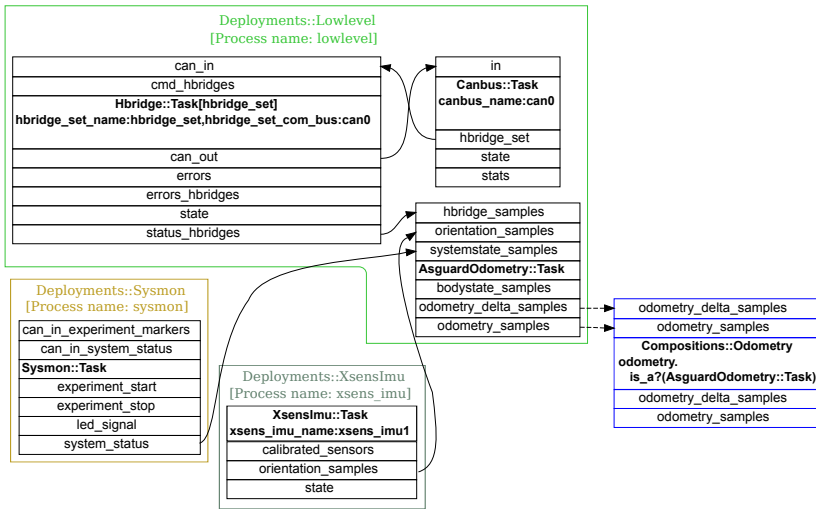 Deployments::Lowlevel
[Process name: lowlevel]
can_in
cmd_hbridges
Hbridge::Task[hbridge_set]
hbridge_set_name:hbridge_set,hbridge_set_com_bus:can0
can_out
errors
errors_hbridges
state
status_hbridges
in
Canbus::Task
canbus_name:can0
hbridge_set
state
stats
hbridge_samples
orientation_samples
systemstate_samples
AsguardOdometry::Task
bodystate_samples
odometry_delta_samples
odometry_samples
Deployments::Sysmon
[Process name: sysmon]
can_in_experiment_markers
can_in_system_status
Sysmon::Task
experiment_start
experiment_stop
led_signal
system_status
Deployments::XsensImu
[Process name: xsens_imu]
XsensImu::Task
xsens_imu_name:xsens_imu1
calibrated_sensors
orientation_samples
state
odometry_delta_samples
odometry_samples
Compositions::Odometry
odometry.
is_a?(AsguardOdometry::Task)
odometry_delta_samples
odometry_samples